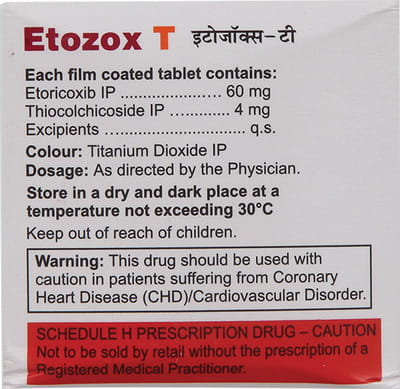 Etozox T इटोजॉक्स-टी
Each film coated tablet contains:
Etoricoxib IP ....................... 60 mg
Thiocolchicoside IP ............... 4 mg
Excipients ............................ q.s.
Colour: Titanium Dioxide IP
Dosage: As directed by the Physician.
Store in a dry and dark place at a
temperature not exceeding 30°C
Keep out of reach of children.
Warning: This drug should be used with
caution in patients suffering from Coronary
Heart Disease (CHD)/Cardiovascular Disorder.
SCHEDULE H PRESCRIPTION DRUG – CAUTION
Not to be sold by retail without the prescription of a
Registered Medical Practitioner.